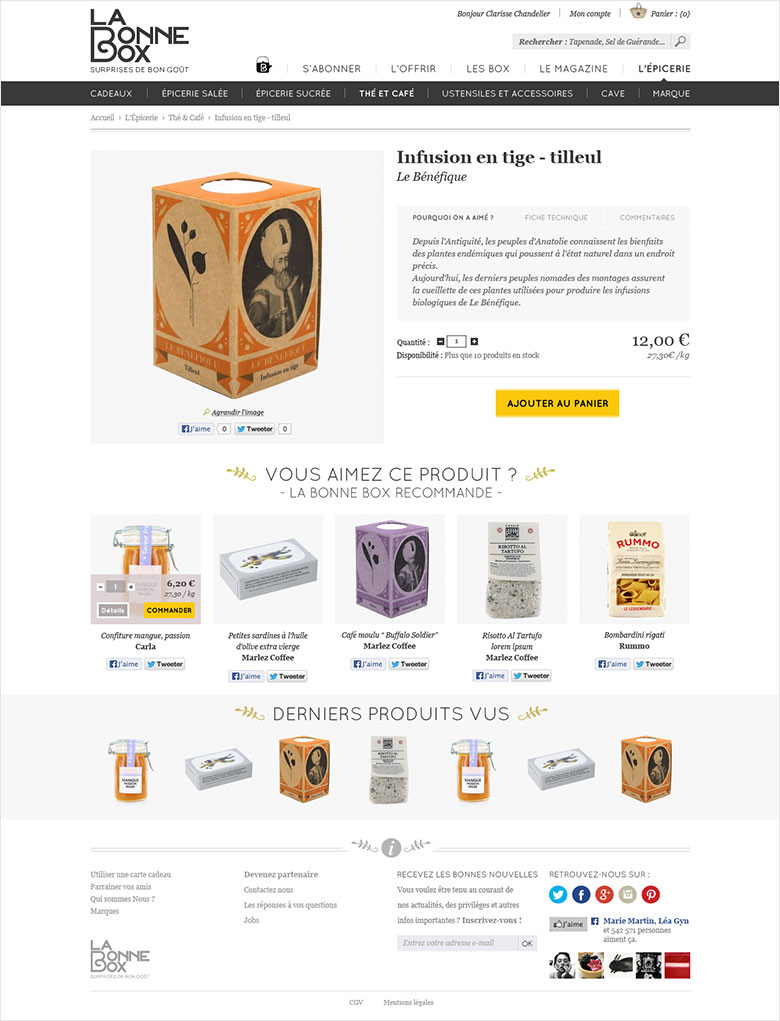 LA
BONNE
BOX
SURPRISES DE BON GOÛT
Bonjour Clarisse Chandelier | Mon compte | Panier : {0}
Rechercher : Tapenade, Sel de Guérande...
S'ABONNER | L'OFFRIR | LES BOX | LE MAGAZINE | L'ÉPICERIE
CADEAUX | ÉPICERIE SALÉE | ÉPICERIE SUCRÉE | THÉ ET CAFÉ | USTENSILES ET ACCESSOIRES | CAVE | MARQUE
Accueil > L'Épicerie > Thé & Café > Infusion en tige - tilleul
LE BÉNÉFIQUE
Tilleul
LE BÉNÉFIQUE
Infusion en tige
Agrandir l'image
J'aime 0 Tweeter 0
Infusion en tige - tilleul
Le Bénéfique
POURQUOI ON A AIMÉ ? FICHE TECHNIQUE COMMENTAIRES
Depuis l'Antiquité, les peuples d'Anatolie connaissent les bienfaits
des plantes endémiques qui poussent à l'état naturel dans un endroit
précis.
Aujourd'hui, les derniers peuples nomades des montages assurent
la cueillette de ces plantes utilisées pour produire les infusions
biologiques de Le Bénéfique.
Quantité : - 1 +
12,00 €
Disponibilité : Plus que 10 produits en stock
27,30€ /kg
AJOUTER AU PANIER
VOUS AIMEZ CE PRODUIT ?
- LA BONNE BOX RECOMMANDE -
- 1 +
6,20 €
27,30 / kg
Détails
COMMANDER
MANGUE
PASSION
Confiture mangue, passion
Carla
J'aime Tweeter
Petites sardines à l'huile
d'olive extra vierge
Marlez Coffee
J'aime Tweeter
Café moulu " Buffalo Soldier"
Marlez Coffee
J'aime Tweeter
RISOTTO AL
TARTUFO
Risotto Al Tartufo
lorem ipsum
Marlez Coffee
J'aime Tweeter
RUMMO
Lenta Lavorazione
BOMBARDONI RIGATI
LE LEGGENDARIE
Bombardini rigati
Rummo
J'aime Tweeter
DERNIERS PRODUITS VUS
MANGUE
PASSION
RISOTTO AL
TARTUFO
MANGUE
PASSION
i
Utiliser une carte cadeau
Parrainer vos amis
Qui sommes Nous ?
Marques
Devenez partenaire
Contactez nous
Les réponses à vos questions
Jobs
RECEVEZ LES BONNES NOUVELLES
Vous voulez être tenu au courant de
nos actualités, des privilèges et autres
infos importantes ? Inscrivez-vous !
Entrez votre adresse e-mail OK
RETROUVEZ-NOUS SUR :
J'aime
Marie Martin, Léa Gyn
et 542 571 personnes
aiment ça.
LA
BONNE
BOX
SURPRISES DE BON GOÛT
CGV Mentions légales